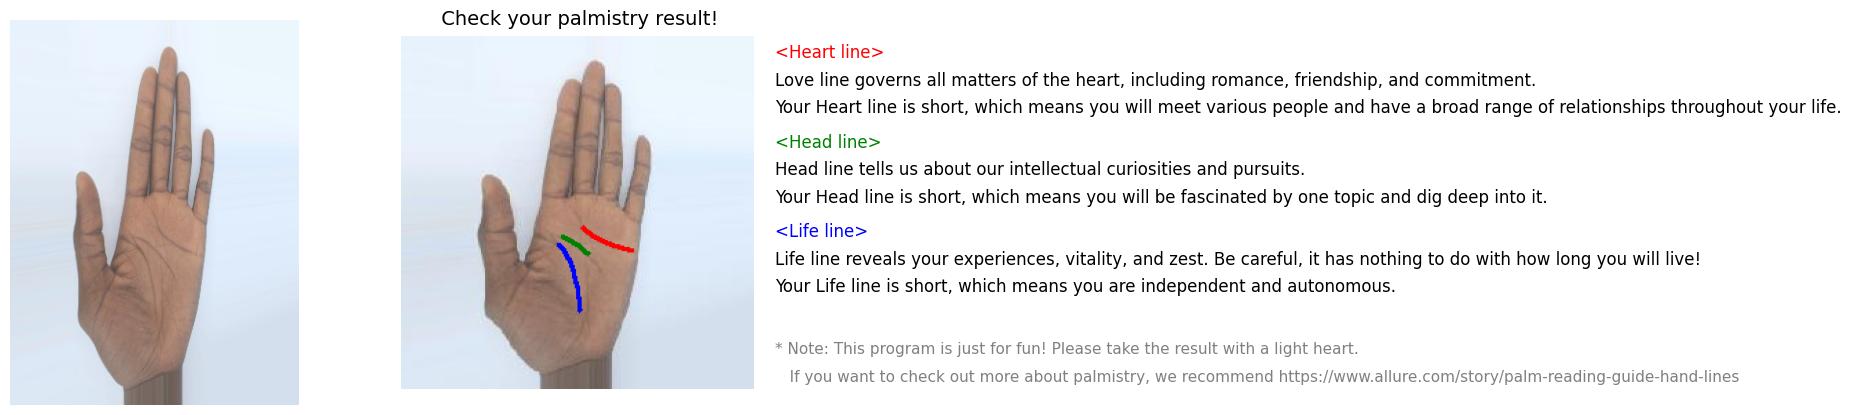 Check your palmistry result!
<Heart line>
Love line governs all matters of the heart, including romance, friendship, and commitment.
Your Heart line is short, which means you will meet various people and have a broad range of relationships throughout your life.
<Head line>
Head line tells us about our intellectual curiosities and pursuits.
Your Head line is short, which means you will be fascinated by one topic and dig deep into it.
<Life line>
Life line reveals your experiences, vitality, and zest. Be careful, it has nothing to do with how long you will live!
Your Life line is short, which means you are independent and autonomous.
* Note: This program is just for fun! Please take the result with a light heart.
If you want to check out more about palmistry, we recommend https://www.allure.com/story/palm-reading-guide-hand-lines